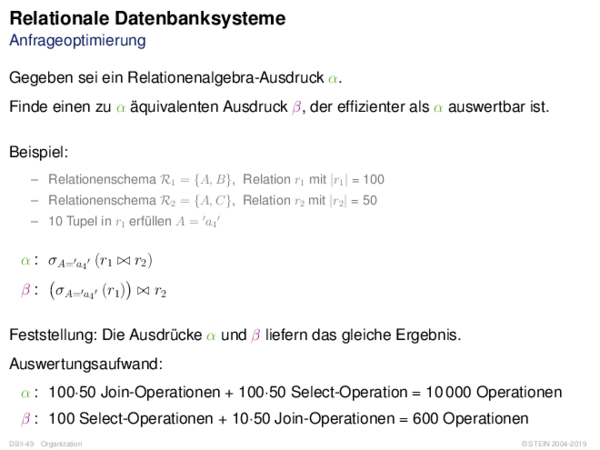 Relationale Datenbanksysteme
Anfrageoptimierung
Gegeben sei ein Relationenalgebra-Ausdruck α.
Finde einen zu α äquivalenten Ausdruck β, der effizienter als α auswertbar ist.
Beispiel:
– Relationenschema R₁ = {A, B}, Relation r₁ mit |r₁| = 100
– Relationenschema R₂ = {A, C}, Relation r₂ mit |r₂| = 50
– 10 Tupel in r₁ erfüllen A = 'a₄'
α : σ_{A='a₄'} (r₁ ⋈ r₂)
β : (σ_{A='a₄'} (r₁)) ⋈ r₂
Feststellung: Die Ausdrücke α und β liefern das gleiche Ergebnis.
Auswertungsaufwand:
α : 100·50 Join-Operationen + 100·50 Select-Operation = 10 000 Operationen
β : 100 Select-Operationen + 10·50 Join-Operationen = 600 Operationen
DB:I-49 Organization
© STEIN 2004-2019